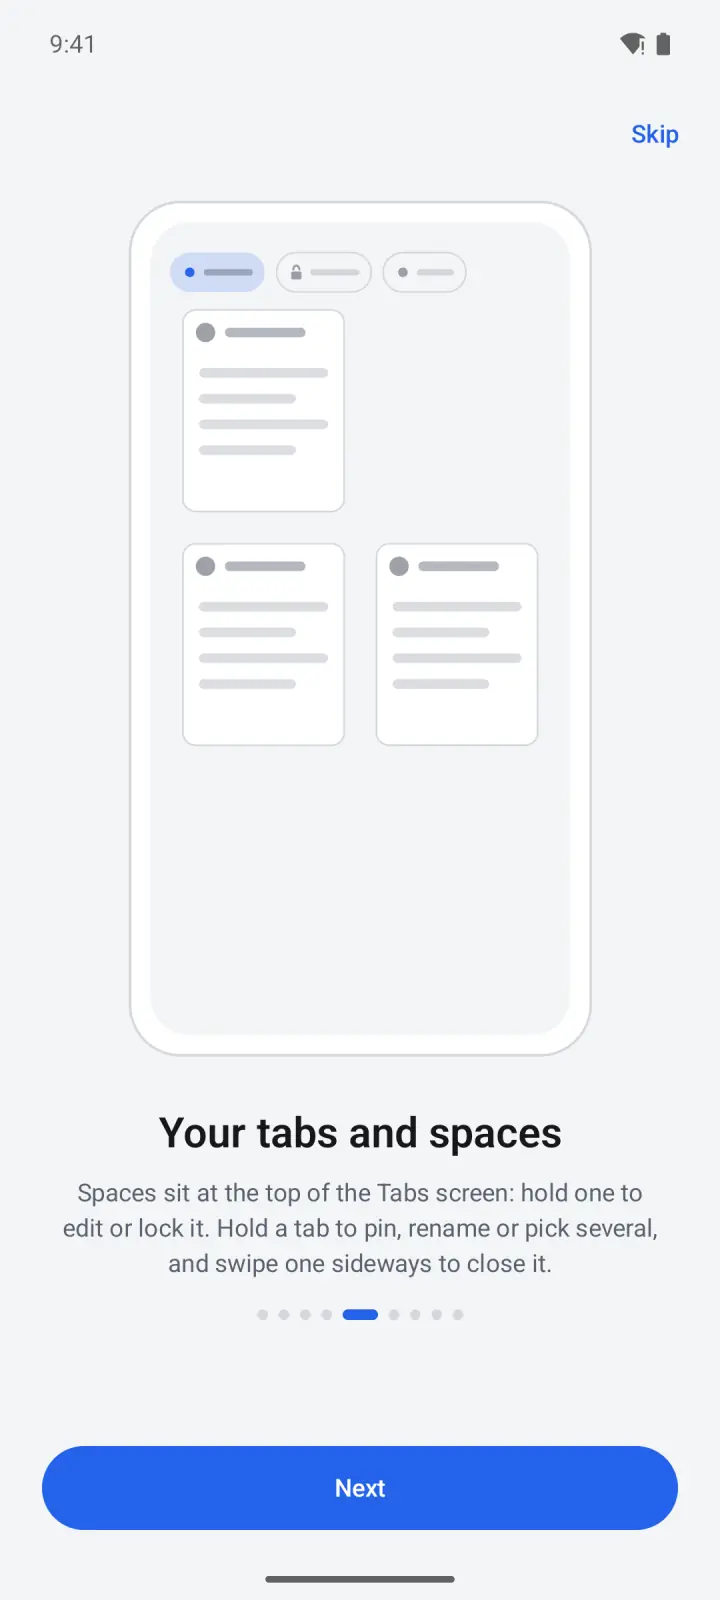 9:41
Skip
Your tabs and spaces
Spaces sit at the top of the Tabs screen: hold one to
edit or lock it. Hold a tab to pin, rename or pick several,
and swipe one sideways to close it.
Next